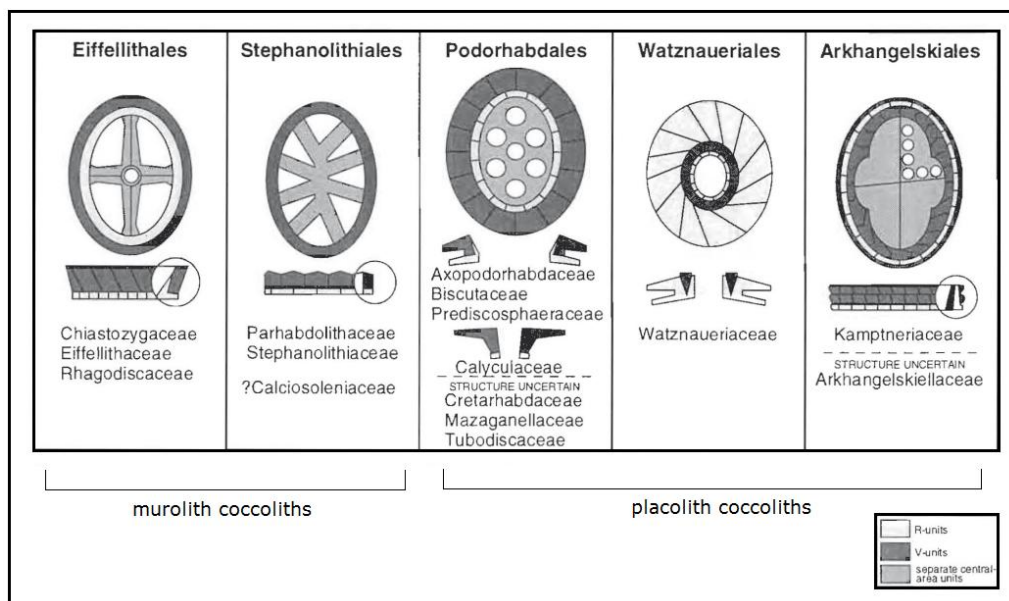 Eiffellithales
Chiastozygaceae
Eiffellithaceae
Rhagodiscaceae
Stephanolithiales
Parhabdolithaceae
Stephanolithiaceae
?Calciosoleniaceae
Podorhabdales
Axopodorhabdaceae
Biscutaceae
Prediscosphaeraceae
Calyculaceae
STRUCTURE UNCERTAIN
Cretarhabdaceae
Mazaganellaceae
Tubodiscaceae
Watznaueriales
Watznaueriaceae
Arkhangelskiales
Kamptneriaceae
STRUCTURE UNCERTAIN
Arkhangelskiellaceae
murolith coccoliths
placolith coccoliths
R-units
V-units
separate central-
area units